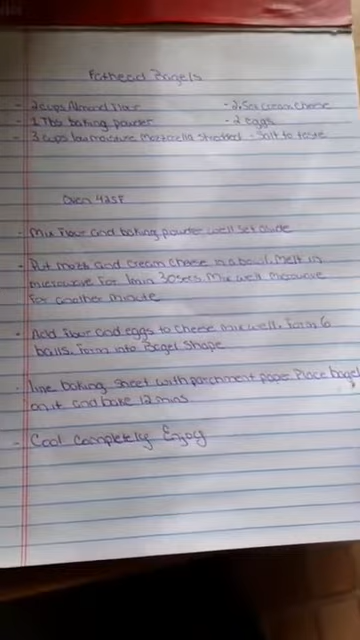 Fathead Bagels
- 2 cups Almond Flour - 2.5oz cream cheese
- 1 Tbs baking powder - 2 eggs
- 3 cups low moisture Mozzarella shredded - Salt to taste
Oven 425F
- Mix Flour and baking powder well set aside
- Put mozz and cream cheese in a bowl. Melt in
microwave for 1min 30secs. Mix well microwave
for another minute
- Add flour and eggs to cheese mix well. Form 6
balls. Form into Bagel Shape
- Line baking sheet with parchment paper Place bagel
on it and bake 12 mins
- Cool completely Enjoy